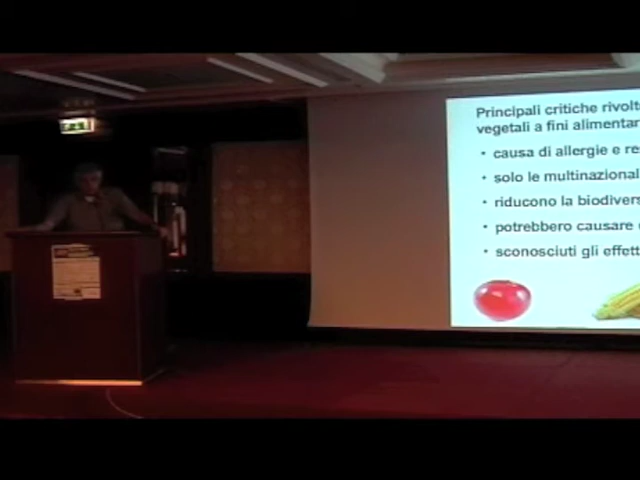 Principali critiche rivolt
vegetali a fini alimentar
• causa di allergie e re
• solo le multinazional
• riducono la biodivers
• potrebbero causare
• sconosciuti gli effett